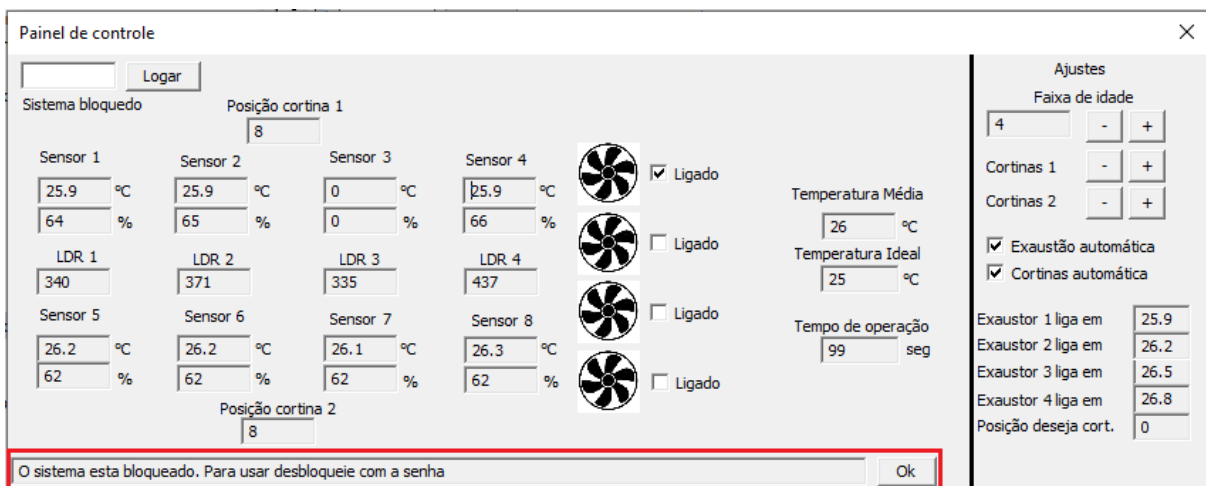 Painel de controle
Logar
Sistema bloquedo
Posição cortina 1
8
Sensor 1 Sensor 2 Sensor 3 Sensor 4
25.9 ºC 25.9 ºC 0 ºC 25.9 ºC
64 % 65 % 0 % 66 %
LDR 1 LDR 2 LDR 3 LDR 4
340 371 335 437
Sensor 5 Sensor 6 Sensor 7 Sensor 8
26.2 ºC 26.2 ºC 26.1 ºC 26.3 ºC
62 % 62 % 62 % 62 %
Posição cortina 2
8
Ligado
Ligado
Ligado
Ligado
Temperatura Média
26 ºC
Temperatura Ideal
25 ºC
Tempo de operação
99 seg
O sistema esta bloqueado. Para usar desbloqueie com a senha Ok
Ajustes
Faixa de idade
4 - +
Cortinas 1 - +
Cortinas 2 - +
Exaustão automática
Cortinas automática
Exaustor 1 liga em 25.9
Exaustor 2 liga em 26.2
Exaustor 3 liga em 26.5
Exaustor 4 liga em 26.8
Posição deseja cort. 0